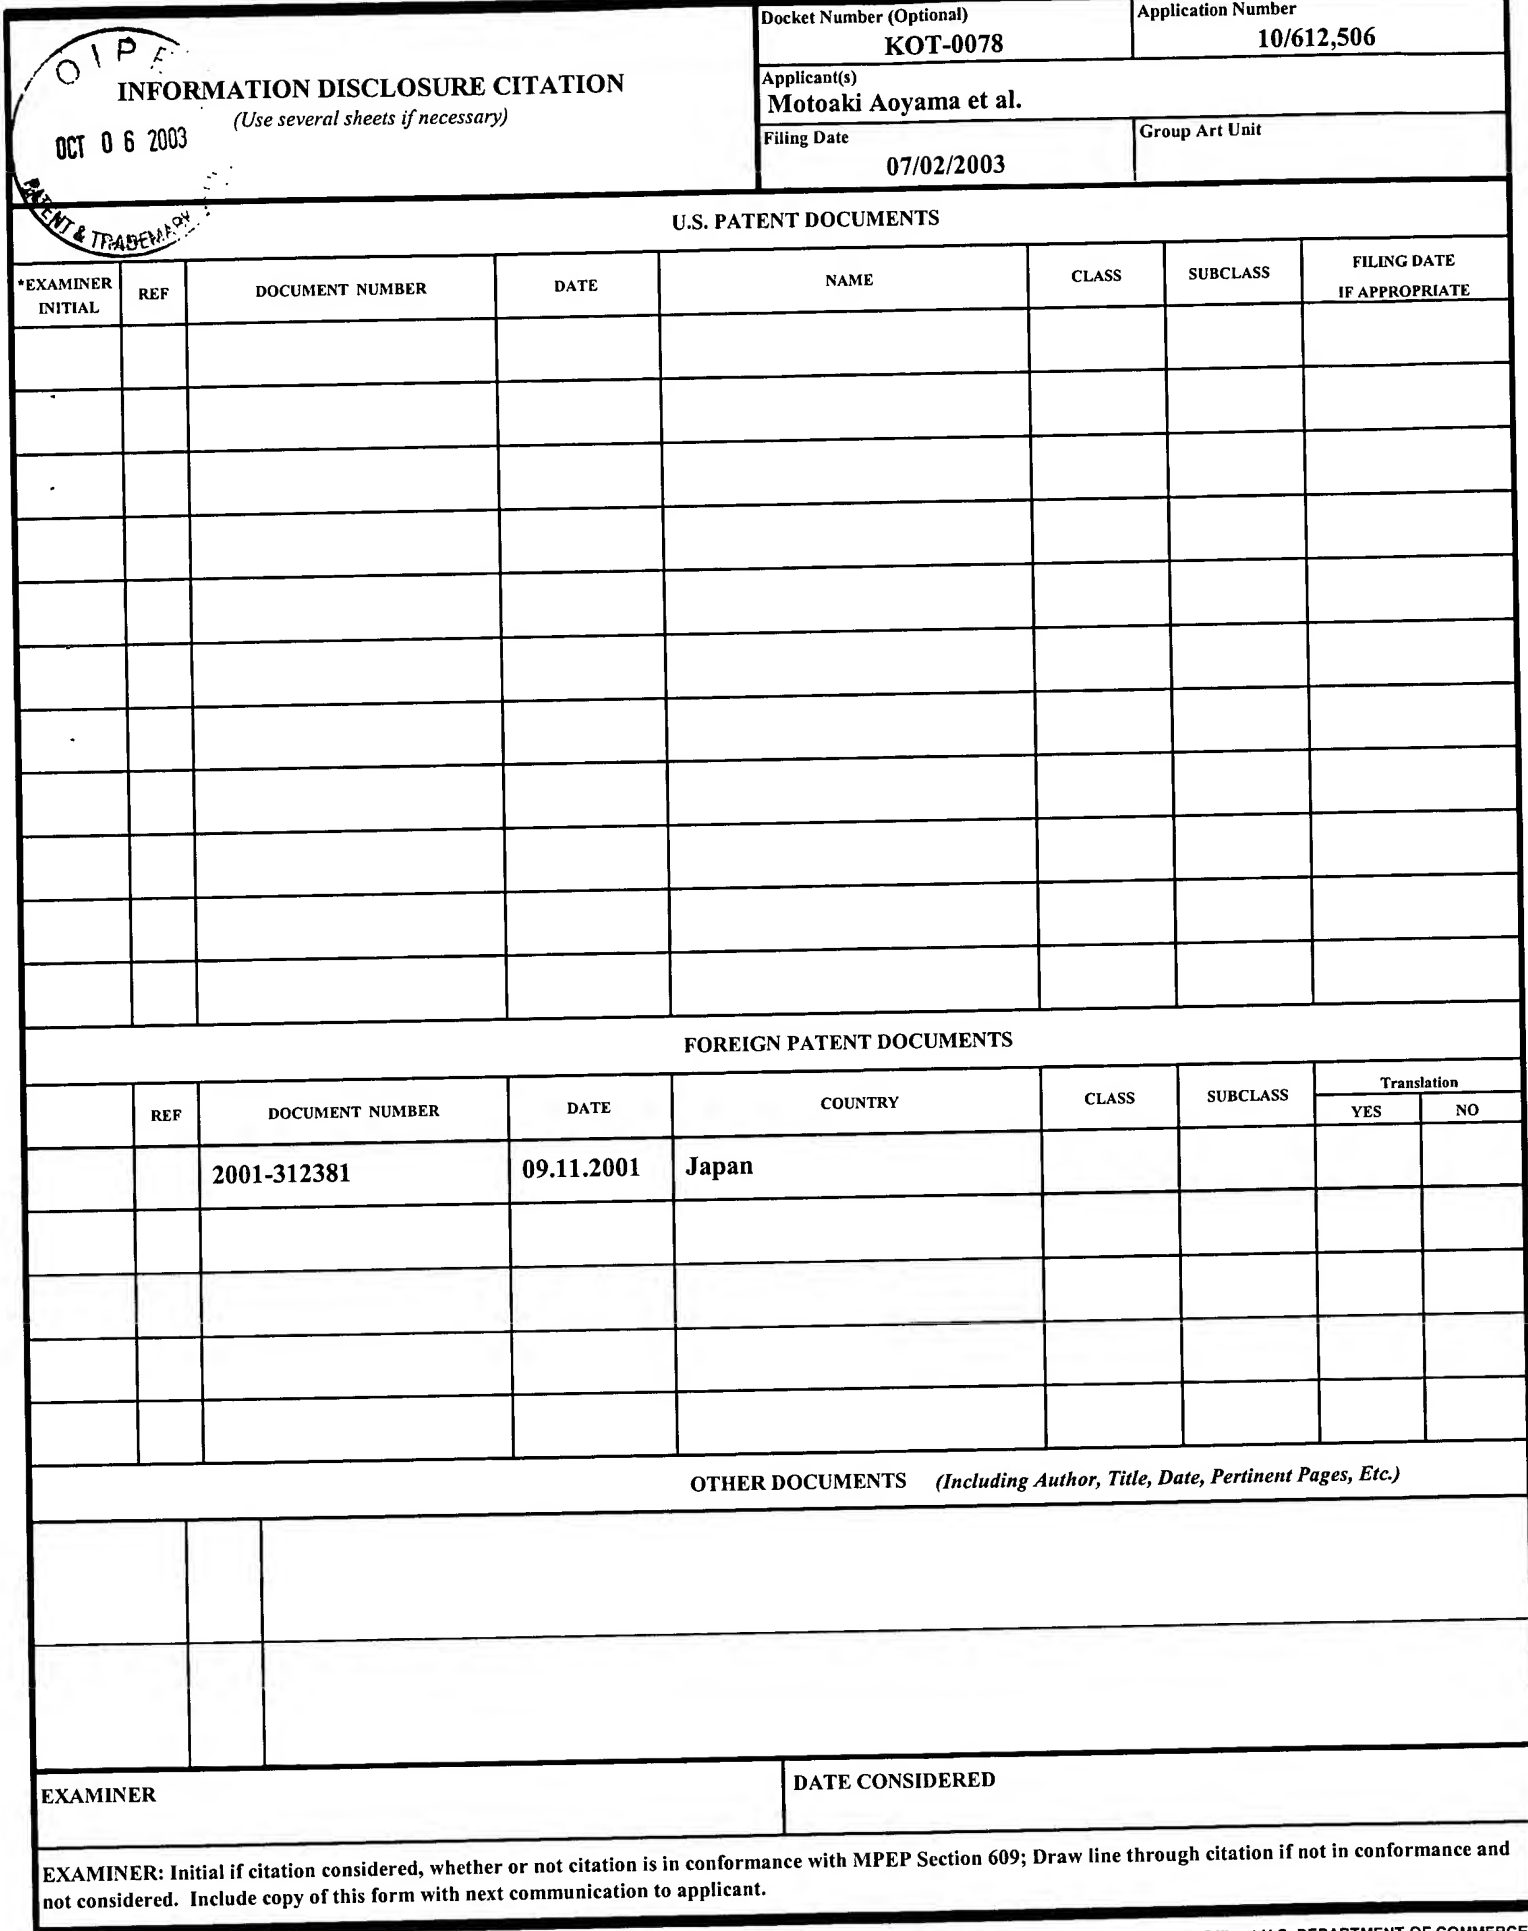 Docket Number (Optional)
KOT-0078
Application Number
10/612,506
OIPE
INFORMATION DISCLOSURE CITATION
(Use several sheets if necessary)
OCT 06 2003
PATENT & TRADEMARK
Applicant(s)
Motoaki Aoyama et al.
Filing Date
07/02/2003
Group Art Unit
U.S. PATENT DOCUMENTS
*EXAMINER INITIAL
REF
DOCUMENT NUMBER
DATE
NAME
CLASS
SUBCLASS
FILING DATE
IF APPROPRIATE
FOREIGN PATENT DOCUMENTS
REF
DOCUMENT NUMBER
DATE
COUNTRY
CLASS
SUBCLASS
Translation
YES
NO
2001-312381
09.11.2001
Japan
OTHER DOCUMENTS (Including Author, Title, Date, Pertinent Pages, Etc.)
EXAMINER
DATE CONSIDERED
EXAMINER: Initial if citation considered, whether or not citation is in conformance with MPEP Section 609; Draw line through citation if not in conformance and
not considered. Include copy of this form with next communication to applicant.